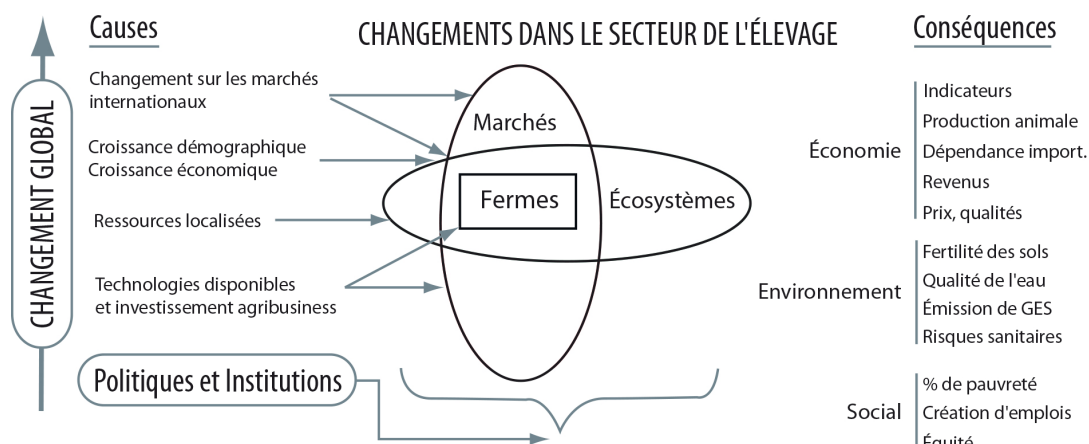 Causes
CHANGEMENTS DANS LE SECTEUR DE L'ÉLEVAGE
Conséquences
CHANGEMENT GLOBAL
Changement sur les marchés
internationaux
Croissance démographique
Croissance économique
Ressources localisées
Technologies disponibles
et investissement agribusiness
Politiques et Institutions
Marchés
Fermes
Écosystèmes
Économie
Indicateurs
Production animale
Dépendance import.
Revenus
Prix, qualités
Environnement
Fertilité des sols
Qualité de l'eau
Émission de GES
Risques sanitaires
Social
% de pauvreté
Création d'emplois
Équité